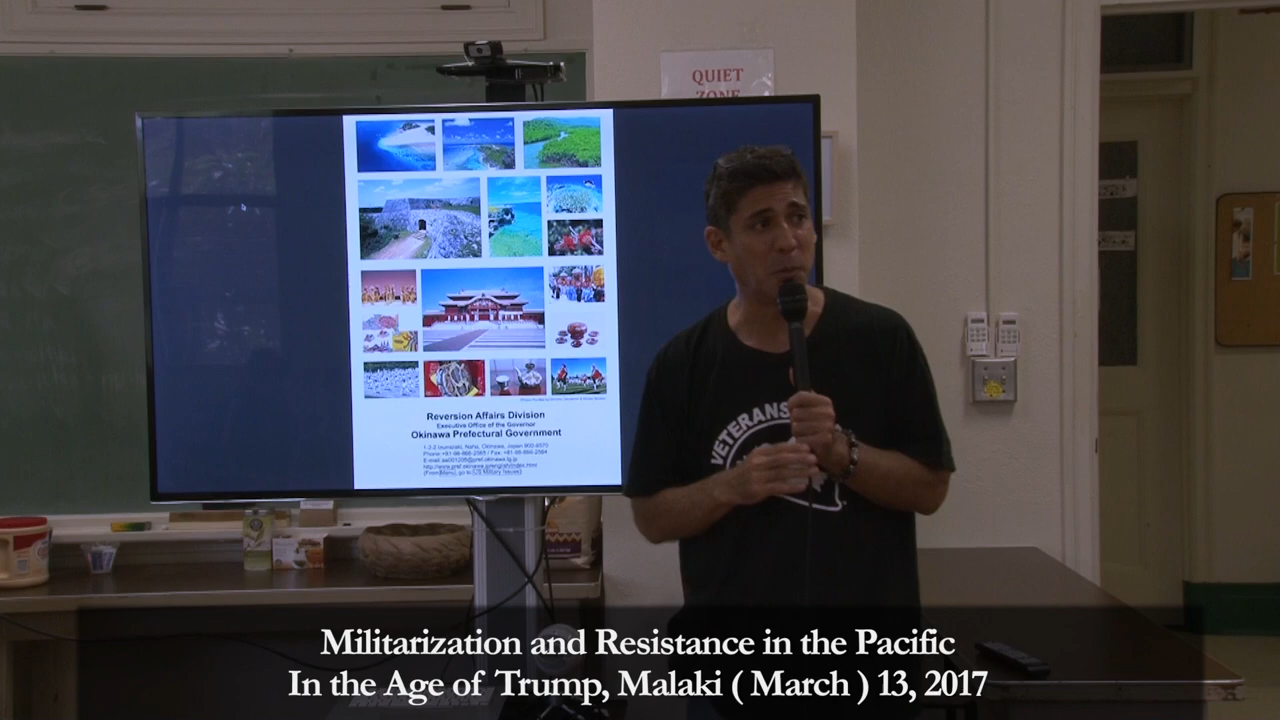 QUIET
ZONE
Reversion Affairs Division
Executive Office of the Governor
Okinawa Prefectural Government
VETERANS
Militarization and Resistance in the Pacific
In the Age of Trump, Malaki ( March ) 13, 2017